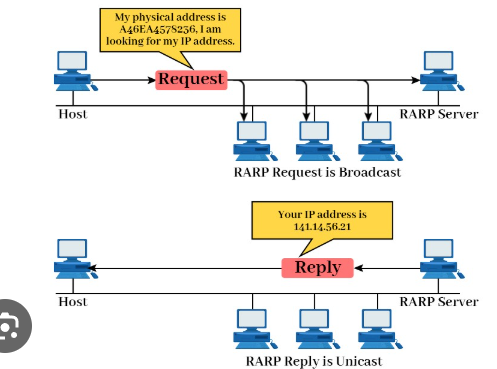 My physical address is
A46EA4578236, I am
looking for my IP address.
Request
Host
RARP Server
RARP Request is Broadcast
Your IP address is
141.14.56.21
Reply
Host
RARP Server
RARP Reply is Unicast